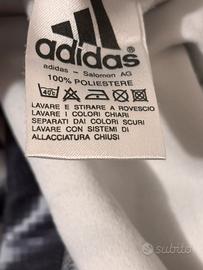 adidas®
adidas - Salomon AG
100% POLIESTERE
40°C
LAVARE E STIRARE A ROVESCIO
LAVARE I COLORI CHIARI
SEPARATI DAI COLORI SCURI
LAVARE CON SISTEMI DI
ALLACCIATURA CHIUSI
subito